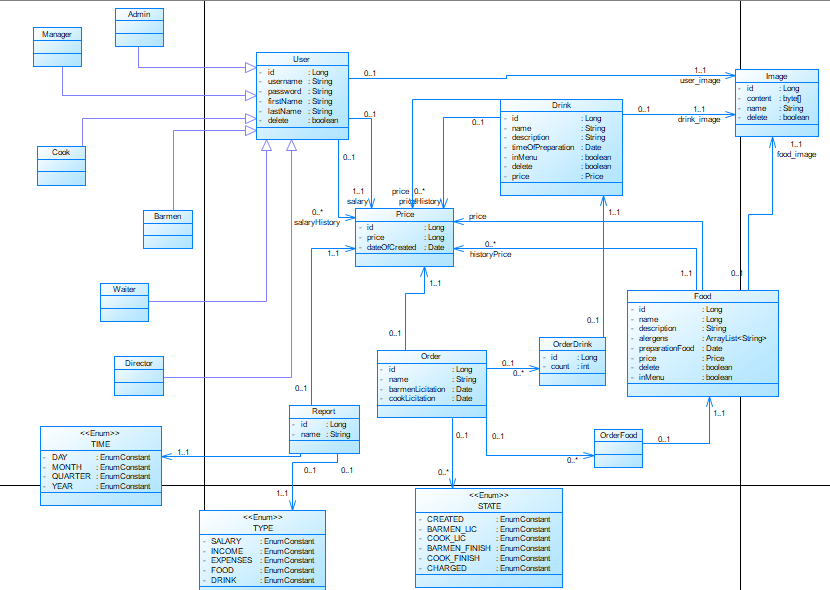 Admin
Manager
User
- id : Long
- username : String
- password : String
- firstName : String
- lastName : String
- delete : boolean
0..1
1..1
user_image
Image
- id : Long
- content : byte[]
- name : String
- delete : boolean
Drink
- id : Long
- name : String
- description : String
- timeOfPreparation : Date
- inMenu : boolean
- delete : boolean
- price : Price
0..1
1..1
drink_image
0..1
0..1
1..1
food_image
Cook
0..1
1..1
salary
price
0..*
priceHistory
Barmen
0..*
salaryHistory
Price
- id : Long
- price : Long
- dateOfCreated : Date
price
1..1
1..1
0..*
historyPrice
1..1
0..1
1..1
Waiter
Food
- id : Long
- name : Long
- description : String
- alergens : ArrayList<String>
- preparationFood : Date
- price : Price
- delete : boolean
- inMenu : boolean
0..1
0..1
OrderDrink
- id : Long
- count : int
Director
Order
- id : Long
- name : String
- barmenLicitation : Date
- cookLicitation : Date
0..1
0..*
0..1
Report
- id : Long
- name : String
1..1
<<Enum>>
TIME
- DAY : EnumConstant
- MONTH : EnumConstant
- QUARTER : EnumConstant
- YEAR : EnumConstant
1..1
0..1
0..1
0..1
0..1
OrderFood
0..1
0..*
0..*
1..1
<<Enum>>
TYPE
- SALARY : EnumConstant
- INCOME : EnumConstant
- EXPENSES : EnumConstant
- FOOD : EnumConstant
- DRINK : EnumConstant
<<Enum>>
STATE
- CREATED : EnumConstant
- BARMEN_LIC : EnumConstant
- COOK_LIC : EnumConstant
- BARMEN_FINISH : EnumConstant
- COOK_FINISH : EnumConstant
- CHARGED : EnumConstant